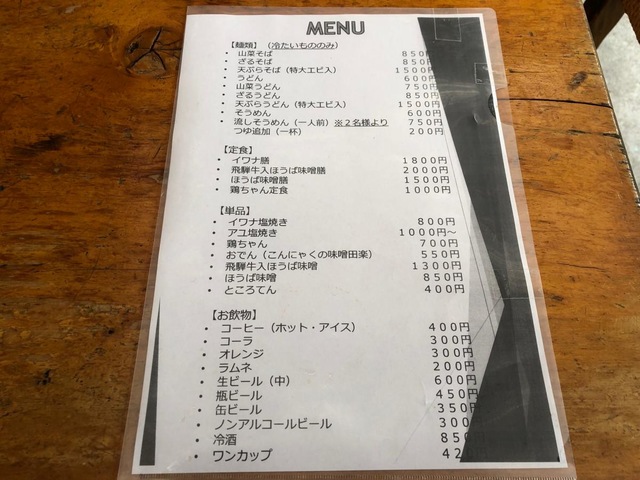 MENU
【麺類】（冷たいもののみ）
・ 山菜そば 850円
・ ざるそば 850円
・ 天ぷらそば（特大エビ入） 1500円
・ うどん 600円
・ 山菜うどん 750円
・ ざるうどん 850円
・ 天ぷらうどん（特大エビ入） 1500円
・ そうめん 600円
・ 流しそうめん（一人前）※２名様より 750円
つゆ追加（一杯） 200円
【定食】
・ イワナ膳 1800円
・ 飛騨牛入ほうば味噌膳 2000円
・ ほうば味噌膳 1500円
・ 鶏ちゃん定食 1000円
【単品】
・ イワナ塩焼き 800円
・ アユ塩焼き 1000円～
・ 鶏ちゃん 700円
・ おでん（こんにゃくの味噌田楽） 550円
・ 飛騨牛入ほうば味噌 1300円
・ ほうば味噌 850円
・ ところてん 400円
【お飲物】
・ コーヒー（ホット・アイス） 400円
・ コーラ 300円
・ オレンジ 300円
・ ラムネ 200円
・ 生ビール（中） 600円
・ 瓶ビール 450円
・ 缶ビール 350円
・ ノンアルコールビール 300円
・ 冷酒 850円
・ ワンカップ 420